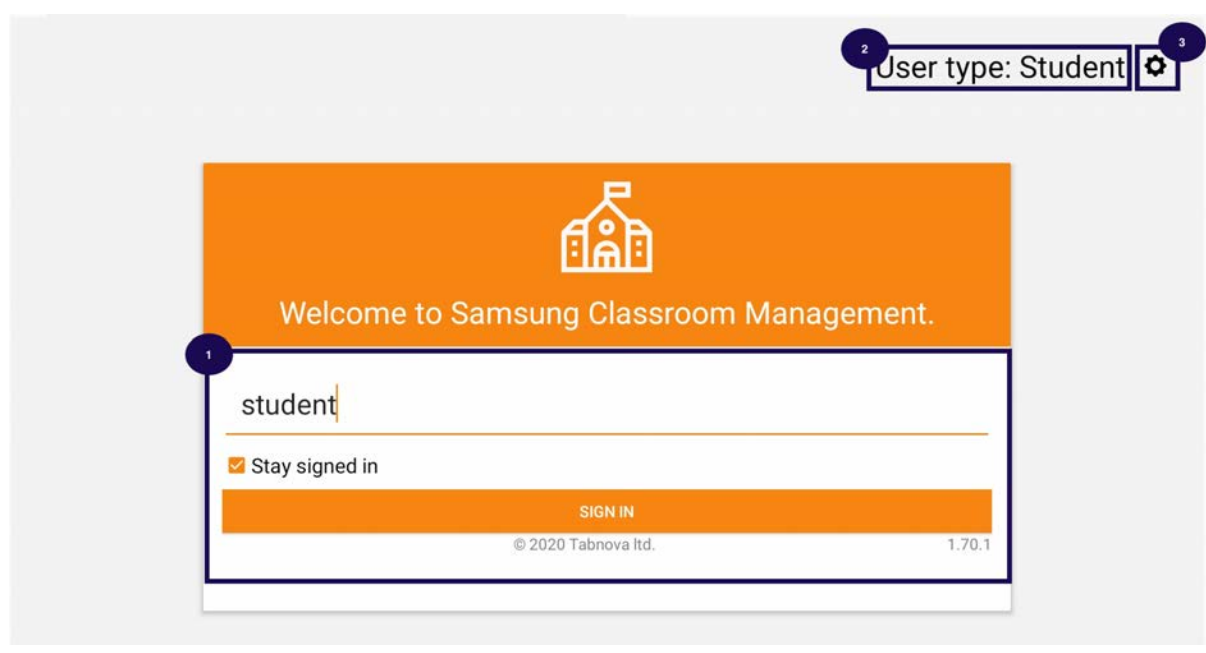 2
3
User type: Student
Welcome to Samsung Classroom Management.
1
student
Stay signed in
SIGN IN
© 2020 Tabnova ltd. 1.70.1